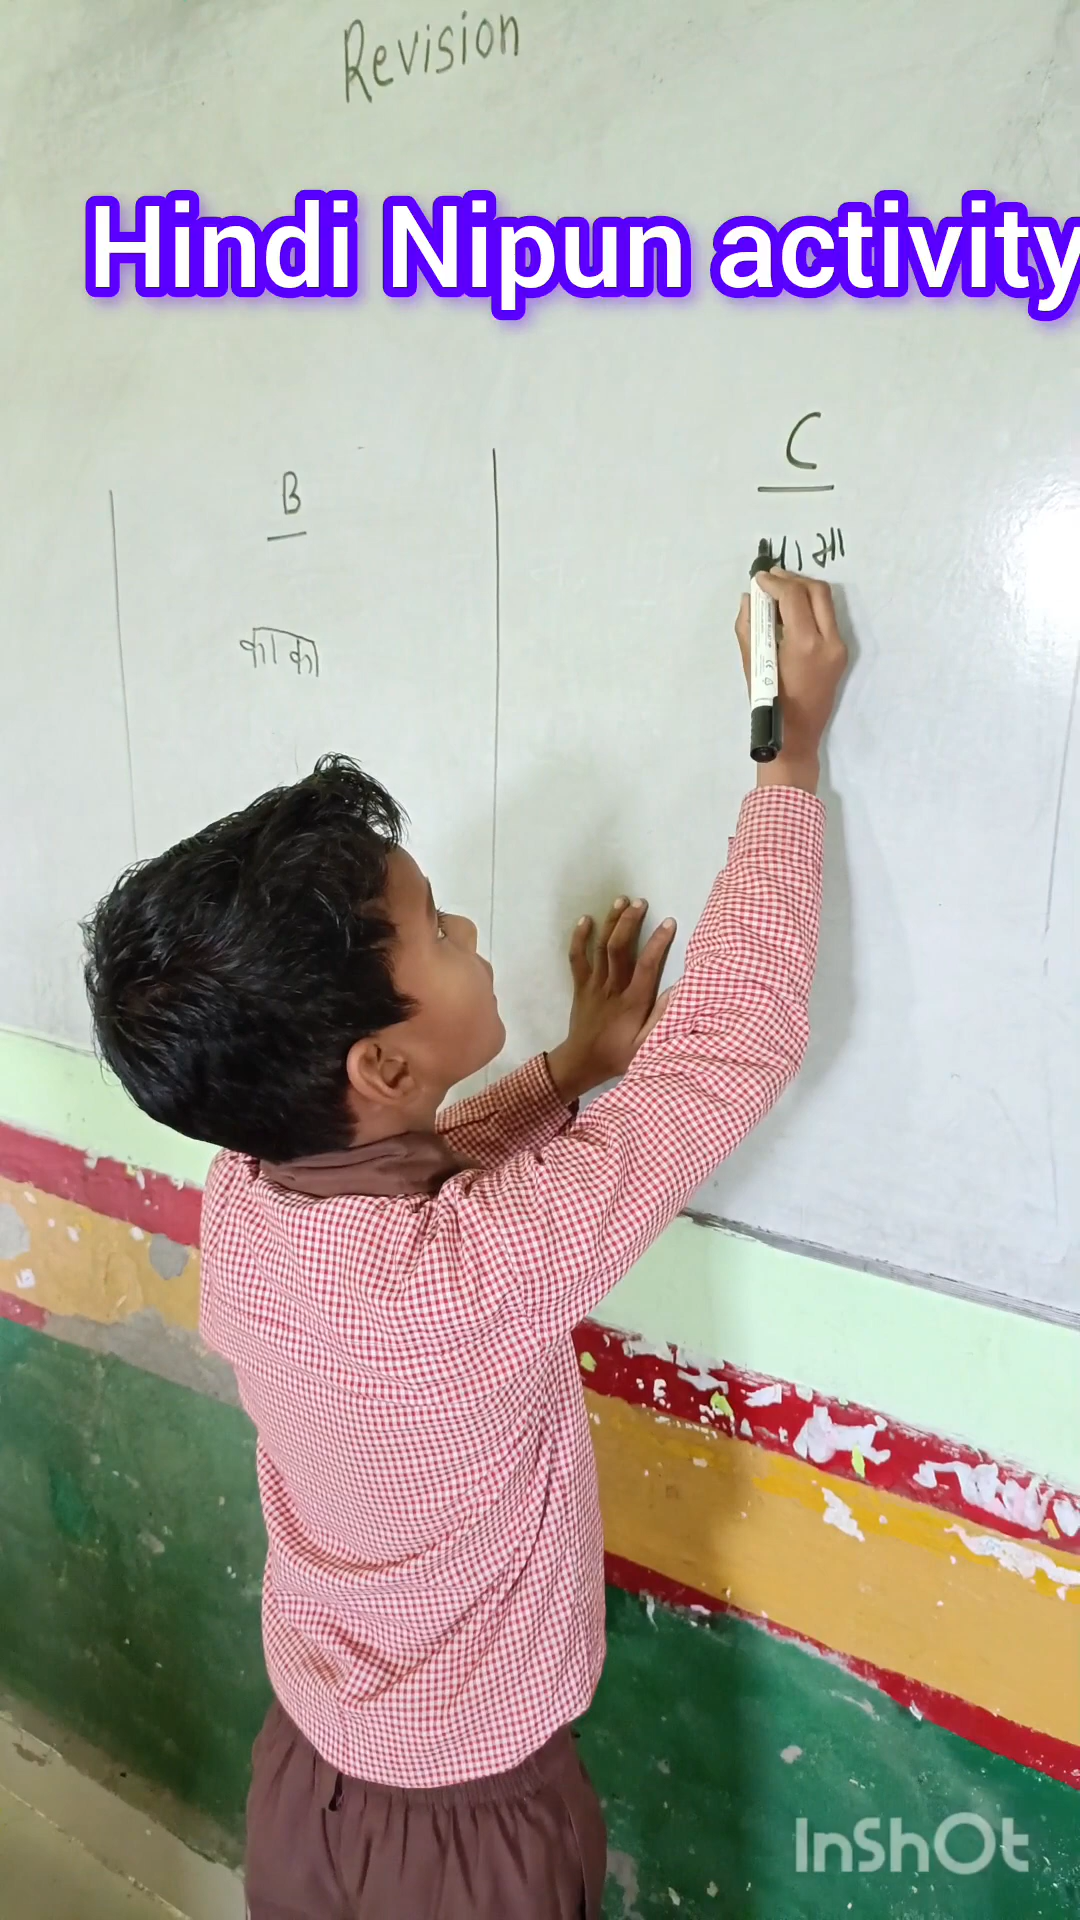 Revision
Hindi Nipun activity
B
काका
C
InShOt